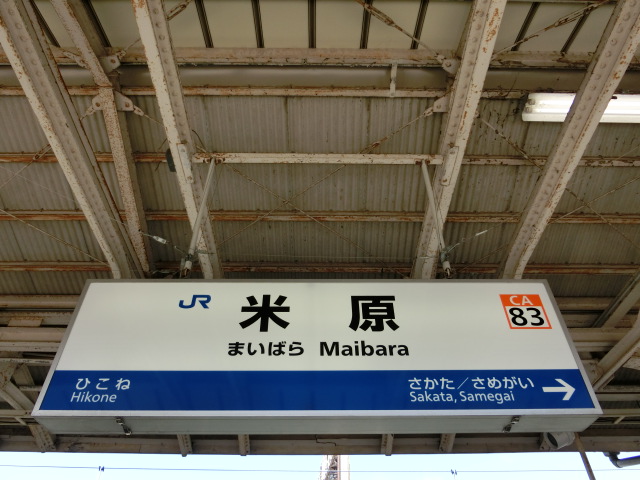 JR
米原
まいばら Maibara
CA
83
ひこね
Hikone
さかた／さめがい
Sakata, Samegai